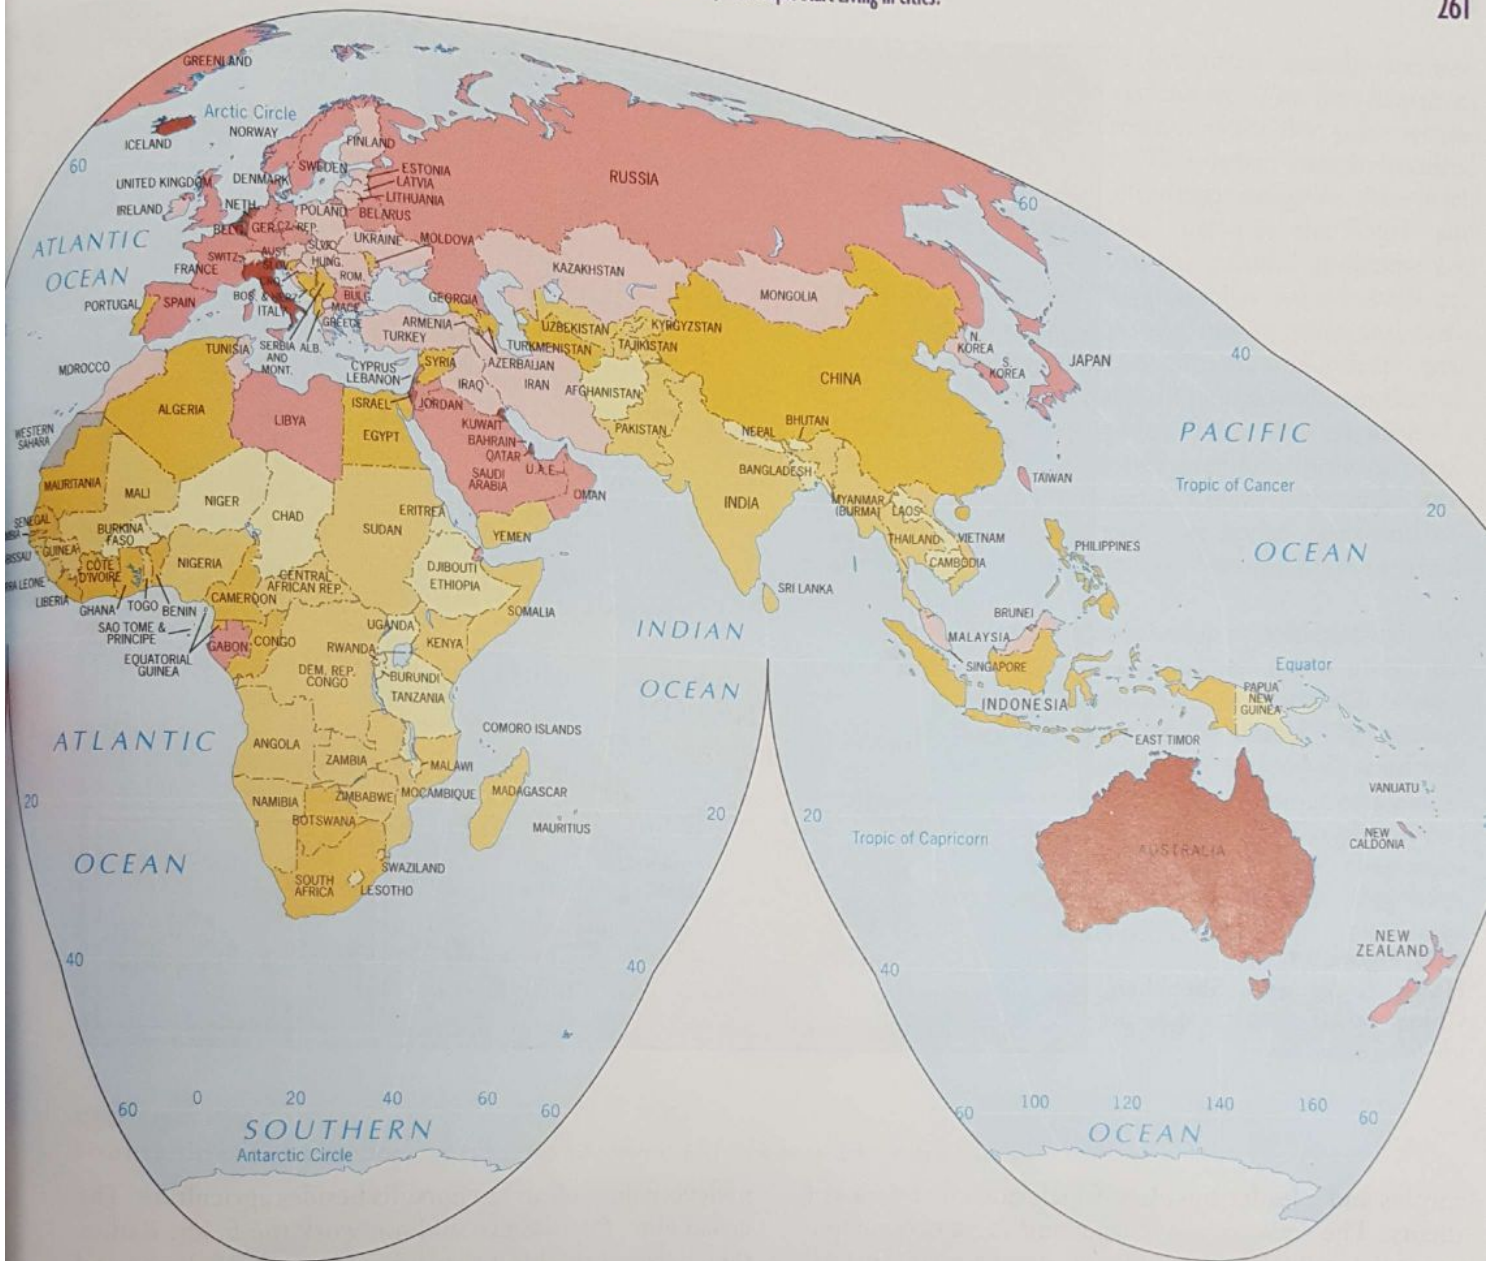 Living in cities.
261
GREENLAND
Arctic Circle
ICELAND
NORWAY
FINLAND
SWEDEN
60
UNITED KINGDOM
DENMARK
ESTONIA
LATVIA
LITHUANIA
IRELAND
NETH.
POLAND
BELARUS
RUSSIA
60
BELG.
GER.
CZ. REP.
ATLANTIC
OCEAN
UKRAINE
MOLDOVA
SLVK.
AUST.
SWITZ.
HUNG.
FRANCE
SLOV.
ROM.
KAZAKHSTAN
MONGOLIA
PORTUGAL
SPAIN
BOS. & HERZ.
ITALY
BULG.
MACE.
GREECE
GEORGIA
ARMENIA
TURKEY
UZBEKISTAN
KYRGYZSTAN
TURKMENISTAN
TAJIKISTAN
N.
KOREA
S.
KOREA
JAPAN
40
TUNISIA
SERBIA
AND
MONT.
ALB.
CYPRUS
LEBANON
SYRIA
AZERBAIJAN
MOROCCO
IRAQ
IRAN
AFGHANISTAN
CHINA
ALGERIA
LIBYA
ISRAEL
JORDAN
EGYPT
KUWAIT
BAHRAIN
QATAR
U.A.E.
SAUDI
ARABIA
OMAN
PAKISTAN
NEPAL
BHUTAN
BANGLADESH
INDIA
PACIFIC
TAIWAN
Tropic of Cancer
20
WESTERN
SAHARA
MAURITANIA
MALI
NIGER
CHAD
SUDAN
ERITREA
YEMEN
MYANMAR
(BURMA)
LAOS
THAILAND
VIETNAM
CAMBODIA
PHILIPPINES
OCEAN
SENEGAL
BURKINA
FASO
GUINEA
CÔTE
D'IVOIRE
NIGERIA
DJIBOUTI
ETHIOPIA
CENTRAL
AFRICAN REP.
CAMEROON
LIBERIA
GHANA
TOGO
BENIN
SOMALIA
SRI LANKA
SAO TOME &
PRINCIPE
EQUATORIAL
GUINEA
GABON
CONGO
UGANDA
RWANDA
KENYA
DEM. REP.
CONGO
BURUNDI
TANZANIA
INDIAN
OCEAN
BRUNEI
MALAYSIA
SINGAPORE
INDONESIA
Equator
PAPUA
NEW
GUINEA
EAST TIMOR
ATLANTIC
OCEAN
ANGOLA
ZAMBIA
MALAWI
COMORO ISLANDS
NAMIBIA
ZIMBABWE
MOÇAMBIQUE
MADAGASCAR
BOTSWANA
MAURITIUS
SWAZILAND
SOUTH
AFRICA
LESOTHO
20
20
20
Tropic of Capricorn
AUSTRALIA
VANUATU
NEW
CALDONIA
NEW
ZEALAND
40
40
40
60
0
20
40
60
60
SOUTHERN
Antarctic Circle
60
100
120
140
160
60
OCEAN